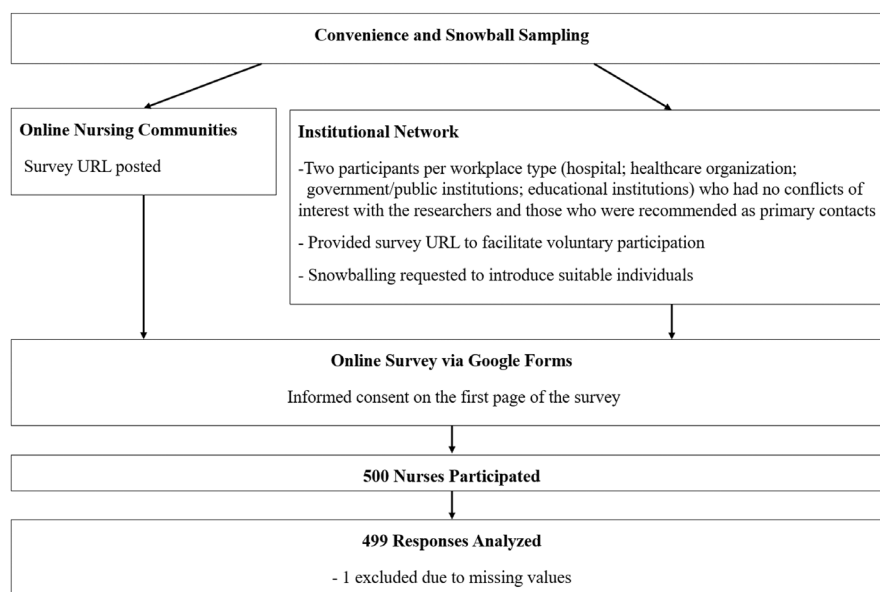 Convenience and Snowball Sampling
Online Nursing Communities
Survey URL posted
Institutional Network
-Two participants per workplace type (hospital; healthcare organization;
government/public institutions; educational institutions) who had no conflicts of
interest with the researchers and those who were recommended as primary contacts
- Provided survey URL to facilitate voluntary participation
- Snowballing requested to introduce suitable individuals
Online Survey via Google Forms
Informed consent on the first page of the survey
500 Nurses Participated
499 Responses Analyzed
- 1 excluded due to missing values